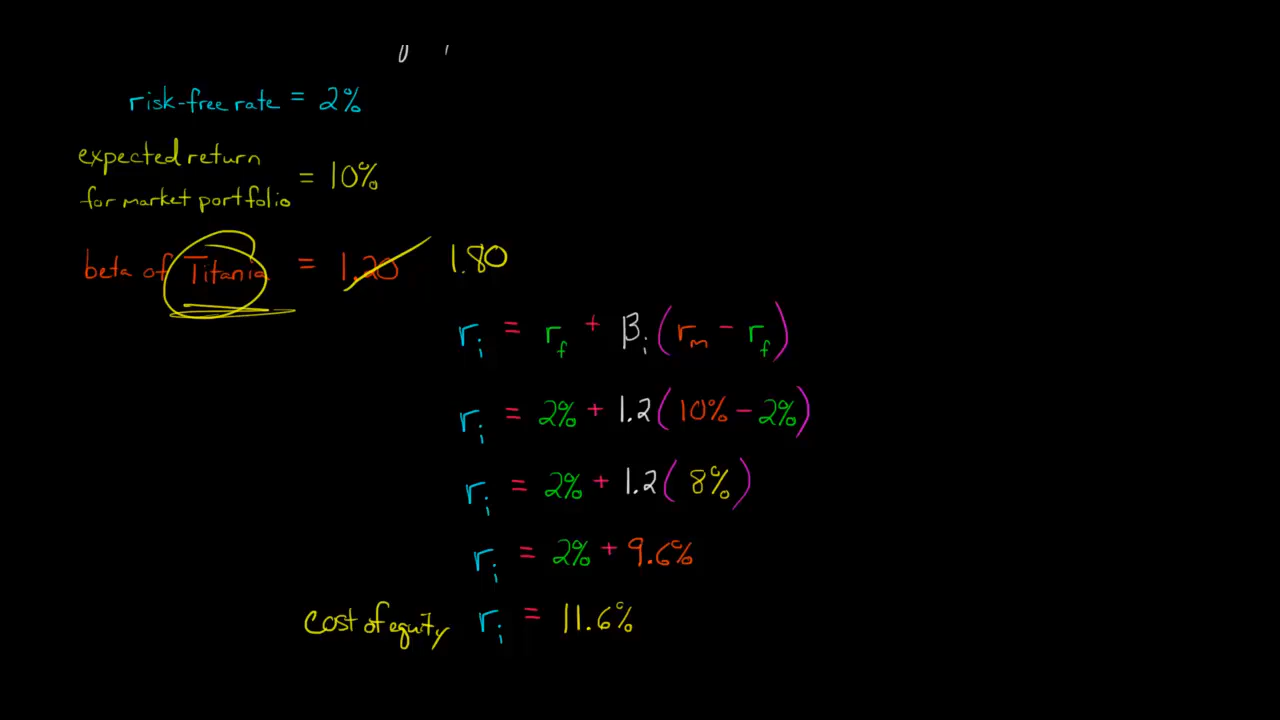 risk-free rate = 2%
expected return
for market portfolio = 10%
beta of Titania = 1.20 1.80
rᵢ = r_f + βᵢ (r_m - r_f)
rᵢ = 2% + 1.2 (10% - 2%)
rᵢ = 2% + 1.2 (8%)
rᵢ = 2% + 9.6%
cost of equity rᵢ = 11.6%